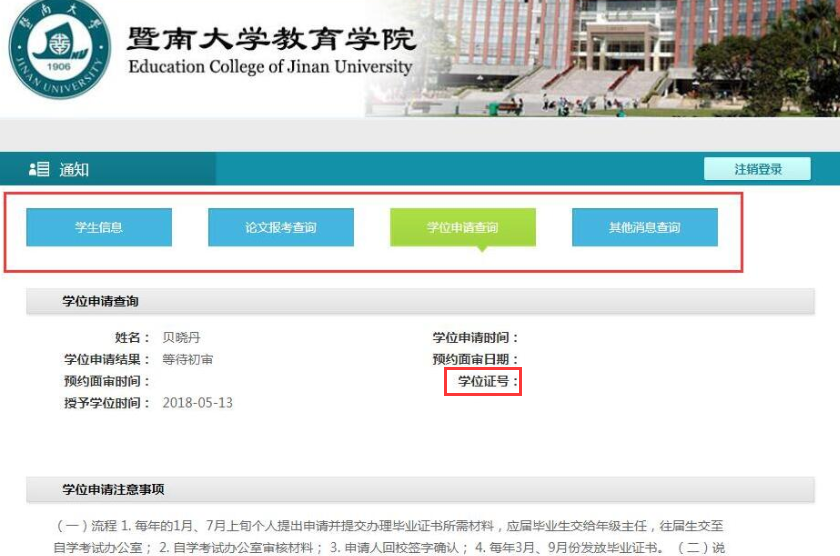 暨南大学
1906
JINAN UNIVERSITY
暨南大学教育学院
Education College of Jinan University
通知
注销登录
学生信息 论文报考查询 学位申请查询 其他消息查询
学位申请查询
姓名： 贝晓丹 学位申请时间：
学位申请结果： 等待初审 预约面审日期：
预约面审时间： 学位证号：
授予学位时间： 2018-05-13
学位申请注意事项
（一）流程 1. 每年的1月、7月上旬个人提出申请并提交办理毕业证书所需材料，应届毕业生交给年级主任，往届生交至
自学考试办公室； 2. 自学考试办公室审核材料； 3. 申请人回校签字确认； 4. 每年3月、9月份发放毕业证书。 （二）说